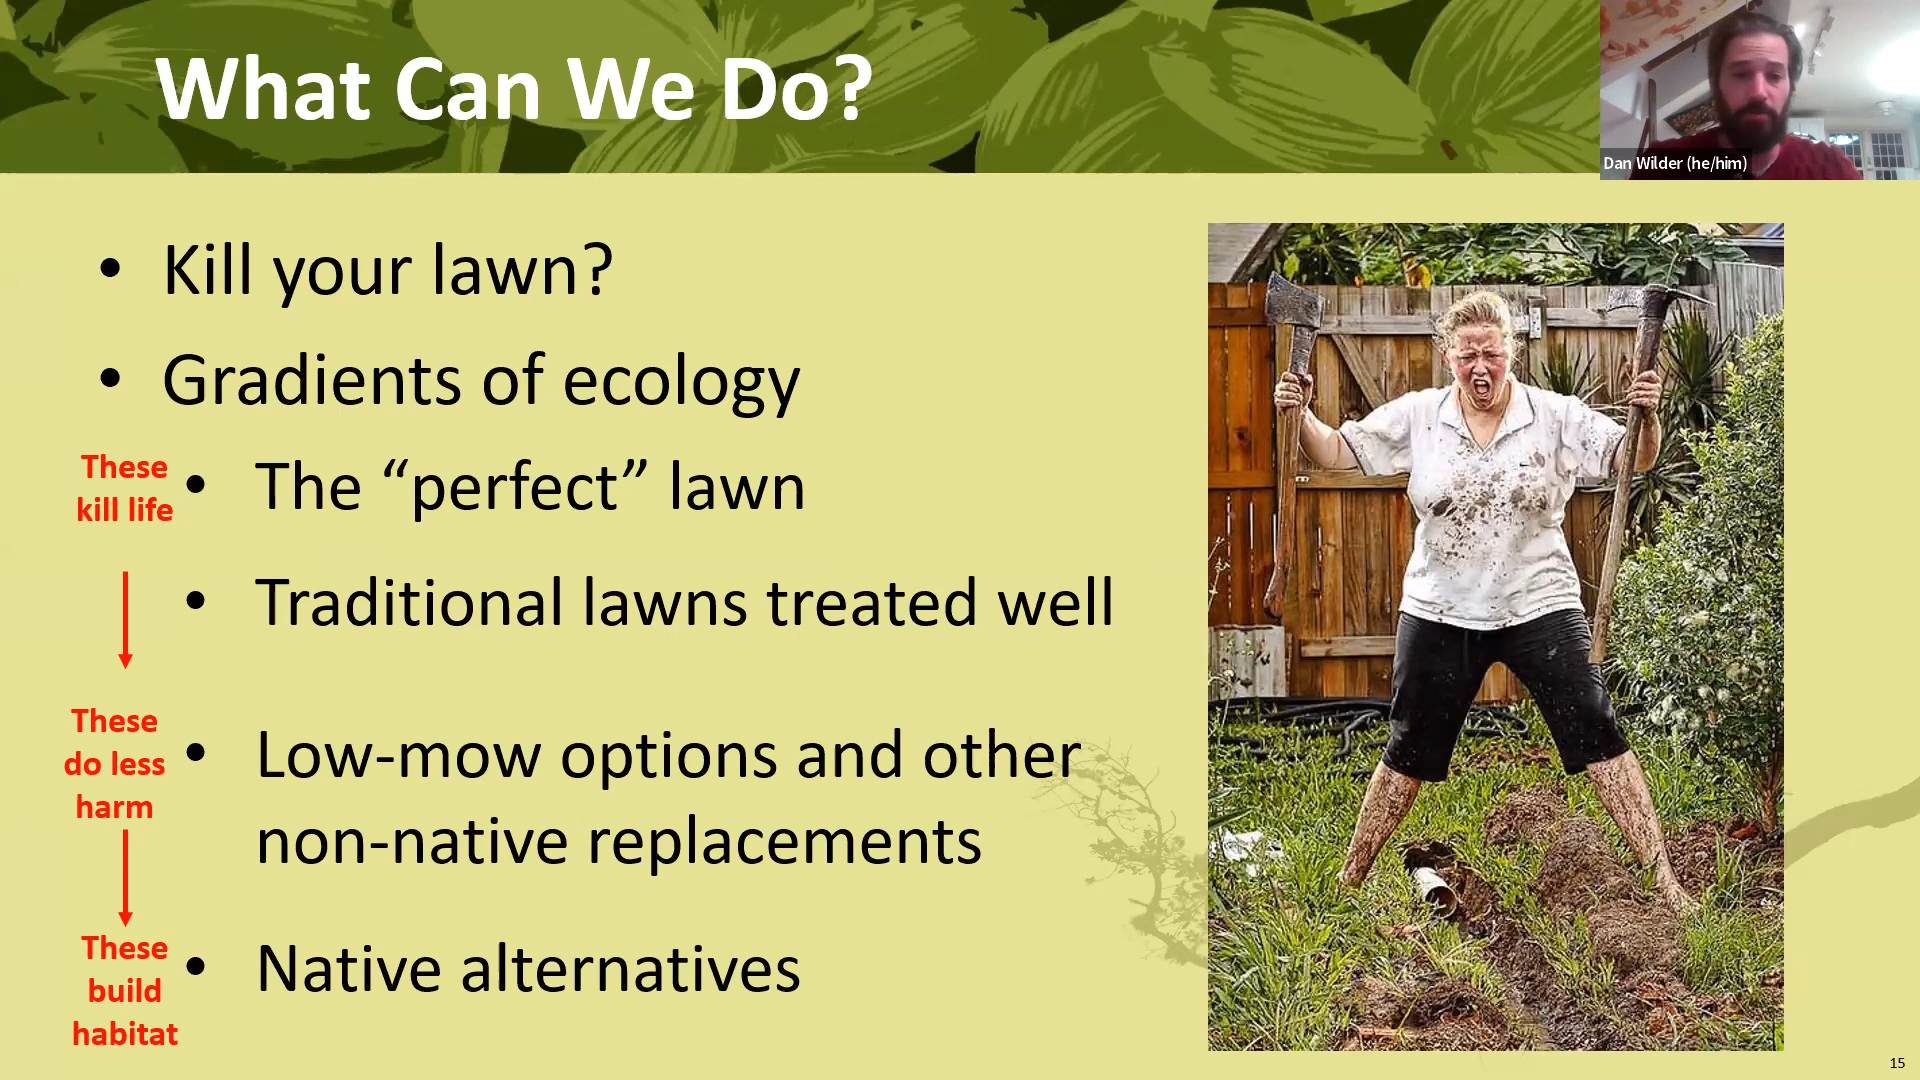 What Can We Do?
Dan Wilder (he/him)
• Kill your lawn?
• Gradients of ecology
These
kill life
• The “perfect” lawn
• Traditional lawns treated well
These
do less
harm
• Low-mow options and other
non-native replacements
These
build
habitat
• Native alternatives
15